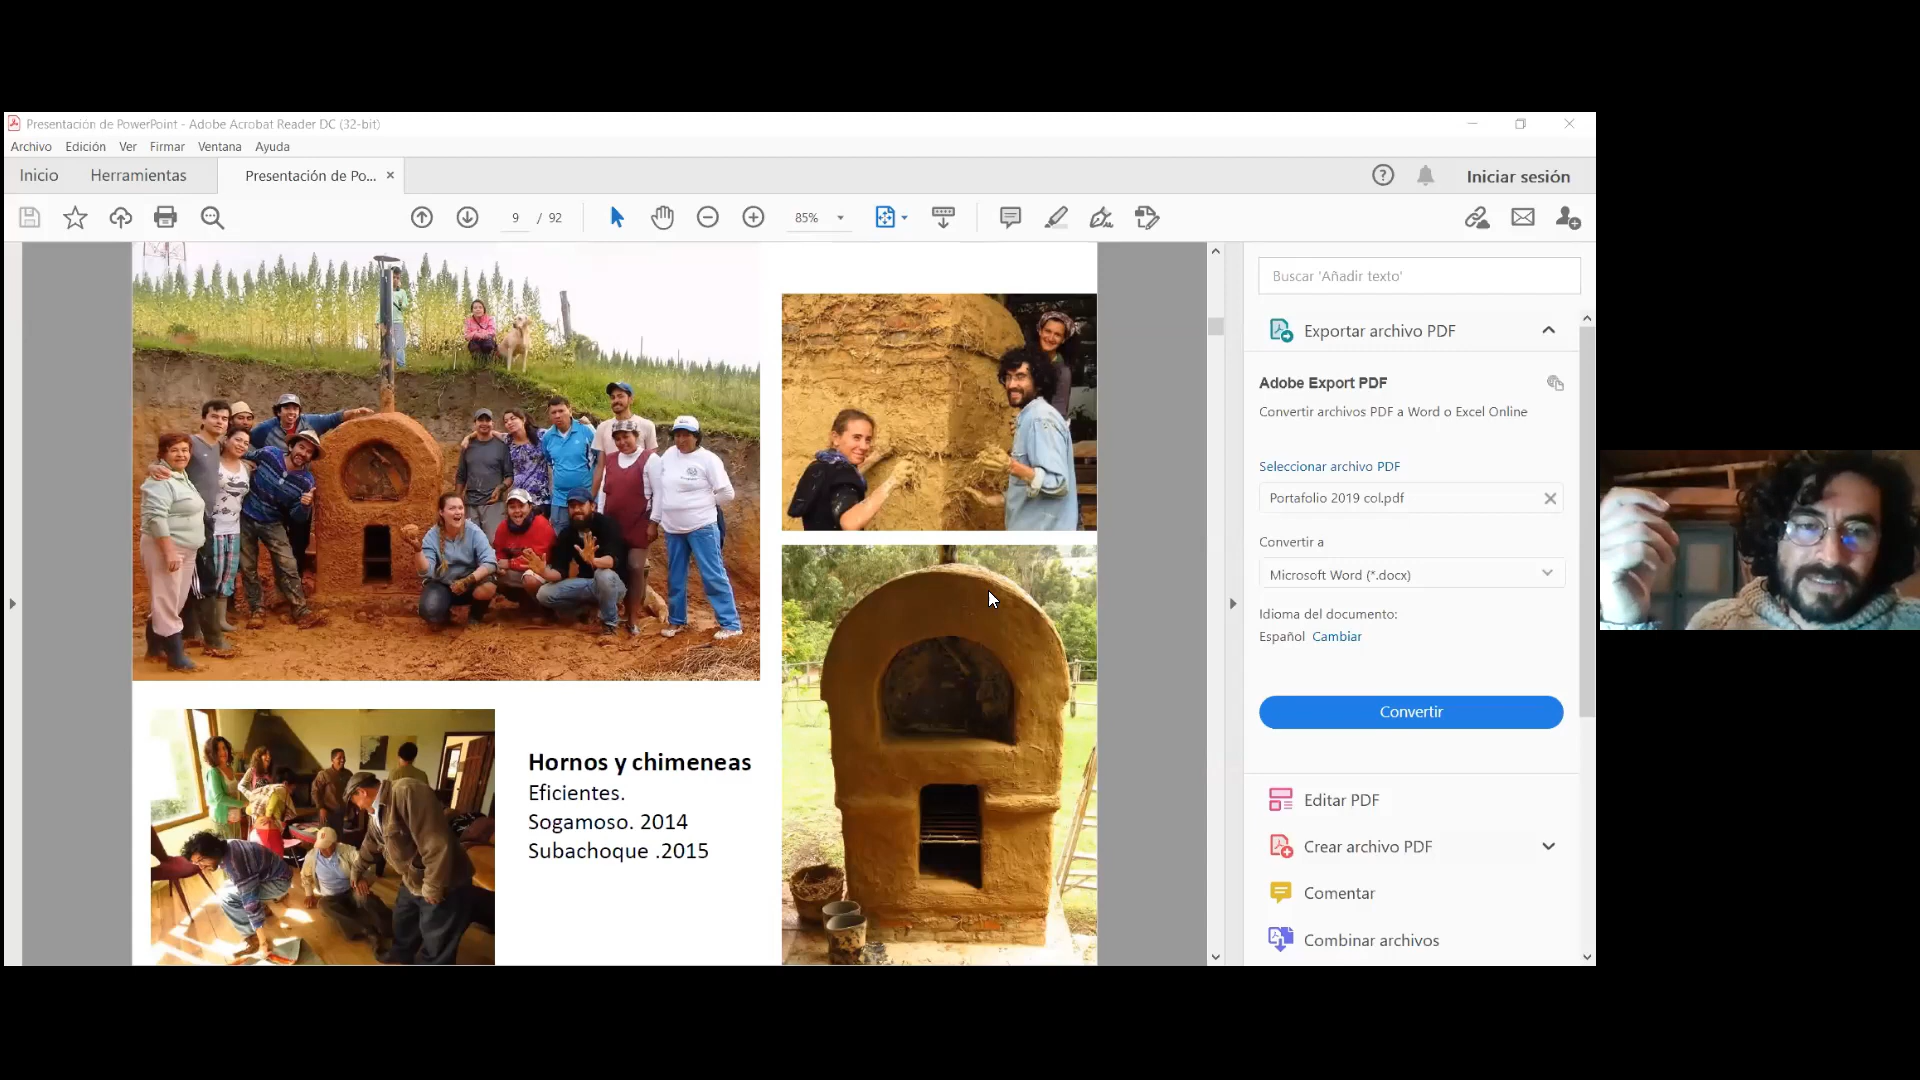 Presentación de PowerPoint - Adobe Acrobat Reader DC (32-bit)
Archivo Edición Ver Firmar Ventana Ayuda
Inicio Herramientas Presentación de Po... Iniciar sesión
9 / 92 85%
Buscar 'Añadir texto'
Exportar archivo PDF
Adobe Export PDF
Convertir archivos PDF a Word o Excel Online
Seleccionar archivo PDF
Portafolio 2019 col.pdf
Convertir a
Microsoft Word (*.docx)
Idioma del documento:
Español Cambiar
Convertir
Editar PDF
Crear archivo PDF
Comentar
Combinar archivos
Hornos y chimeneas
Eficientes.
Sogamoso. 2014
Subachoque .2015